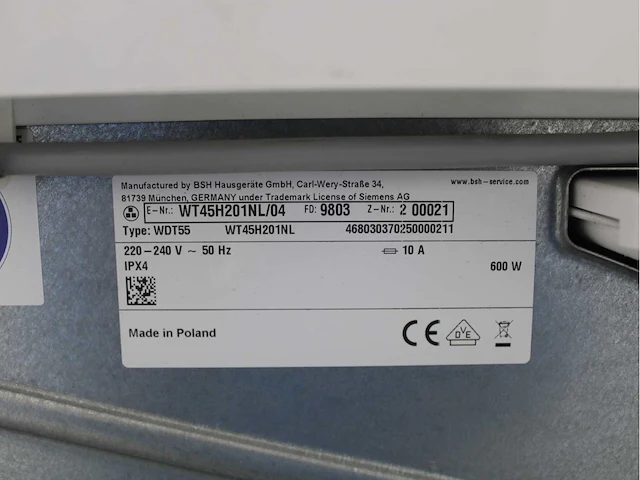 Manufactured by BSH Hausgeräte GmbH, Carl-Wery-Straße 34, www.bsh-service.com
81739 München, GERMANY under Trademark License of Siemens AG
E-Nr.: WT45H201NL/04 FD: 9803 Z-Nr.: 2 00021
Type: WDT55 WT45H201NL 468030370250000211
220-240 V ~ 50 Hz 10 A
IPX4 600 W
Made in Poland CE DVE